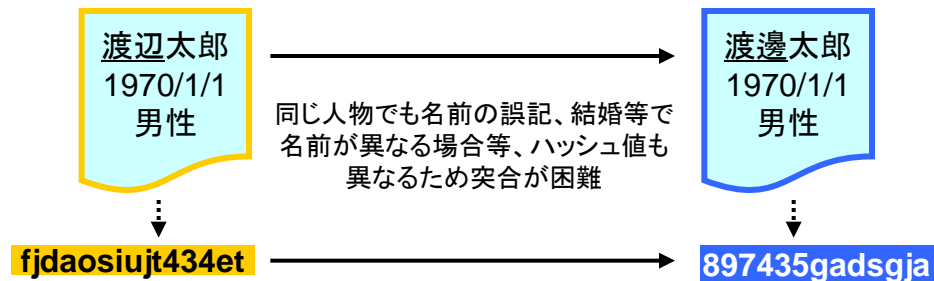 渡辺太郎
1970/1/1
男性
同じ人物でも名前の誤記、結婚等で
名前が異なる場合等、ハッシュ値も
異なるため突合が困難
渡邊太郎
1970/1/1
男性
fjdaosiujt434et
897435gadsgja